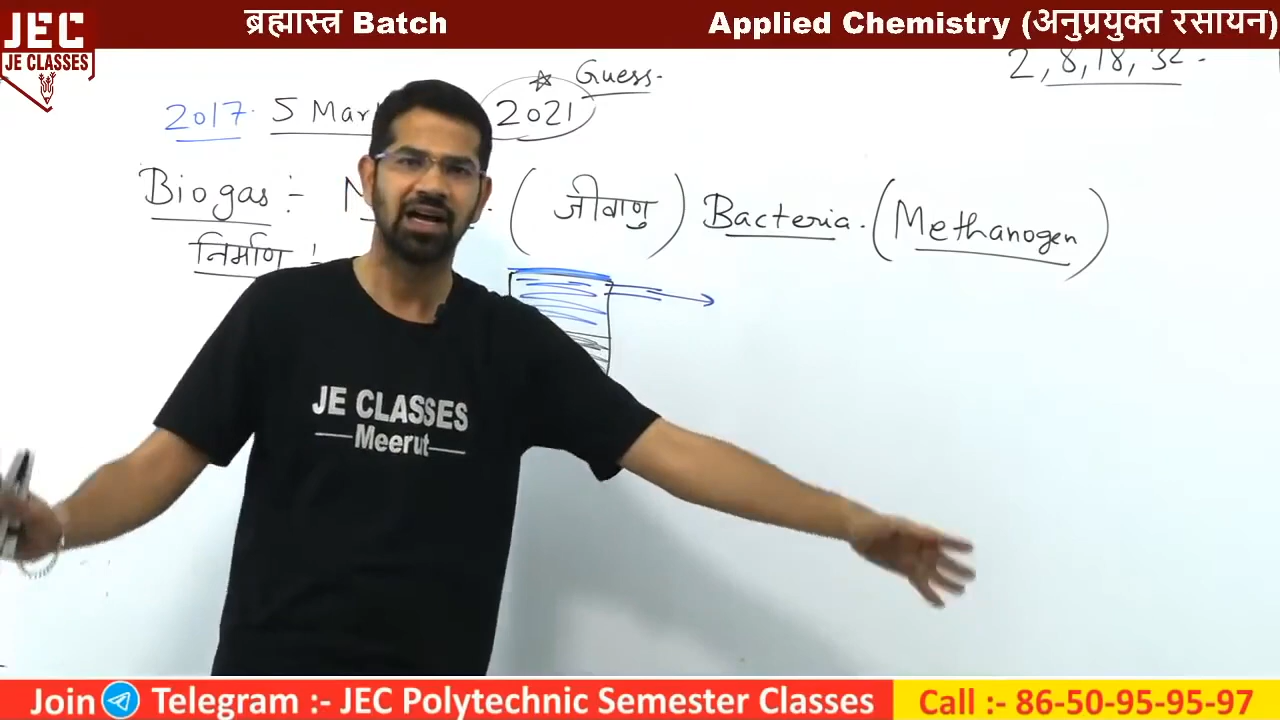 JEC
JE CLASSES
ब्रह्मास्त्र Batch
Applied Chemistry (अनुप्रयुक्त रसायन)
2, 8, 18, 32.
Guess.
2017. 5 Mar 2021
Biogas :- (जीवाणु) Bacteria. (Methanogen)
निर्माण :-
JE CLASSES
Meerut
Join Telegram :- JEC Polytechnic Semester Classes
Call :- 86-50-95-95-97